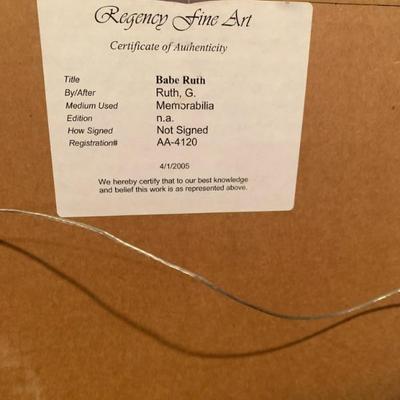 Regency Fine Art
Certificate of Authenticity
Title Babe Ruth
By/After Ruth, G.
Medium Used Memorabilia
Edition n.a.
How Signed Not Signed
Registration# AA-4120
4/1/2005
We hereby certify that to our best knowledge
and belief this work is as represented above.